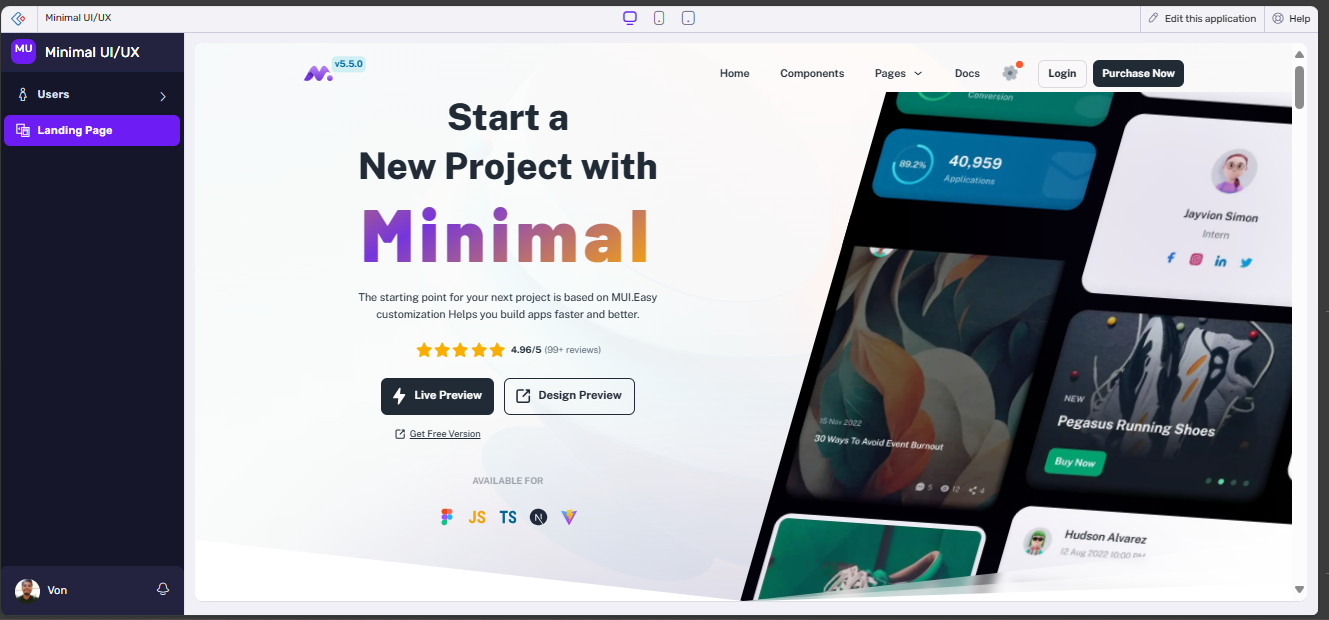 Minimal UI/UX
Edit this application
Help
MU
Minimal UI/UX
Users
Landing Page
Von
v5.5.0
Home
Components
Pages
Docs
Login
Purchase Now
Start a
New Project with
Minimal
The starting point for your next project is based on MUI.Easy
customization Helps you build apps faster and better.
4.96/5 (99+ reviews)
Live Preview
Design Preview
Get Free Version
AVAILABLE FOR
JS
TS
N
Conversion
89.2%
40,959
Applications
Jayvion Simon
Intern
15 Nov 2022
30 Ways To Avoid Event Burnout
5
12
4
NEW
Pegasus Running Shoes
Buy Now
Hudson Alvarez
12 Aug 2022 10:00 PM